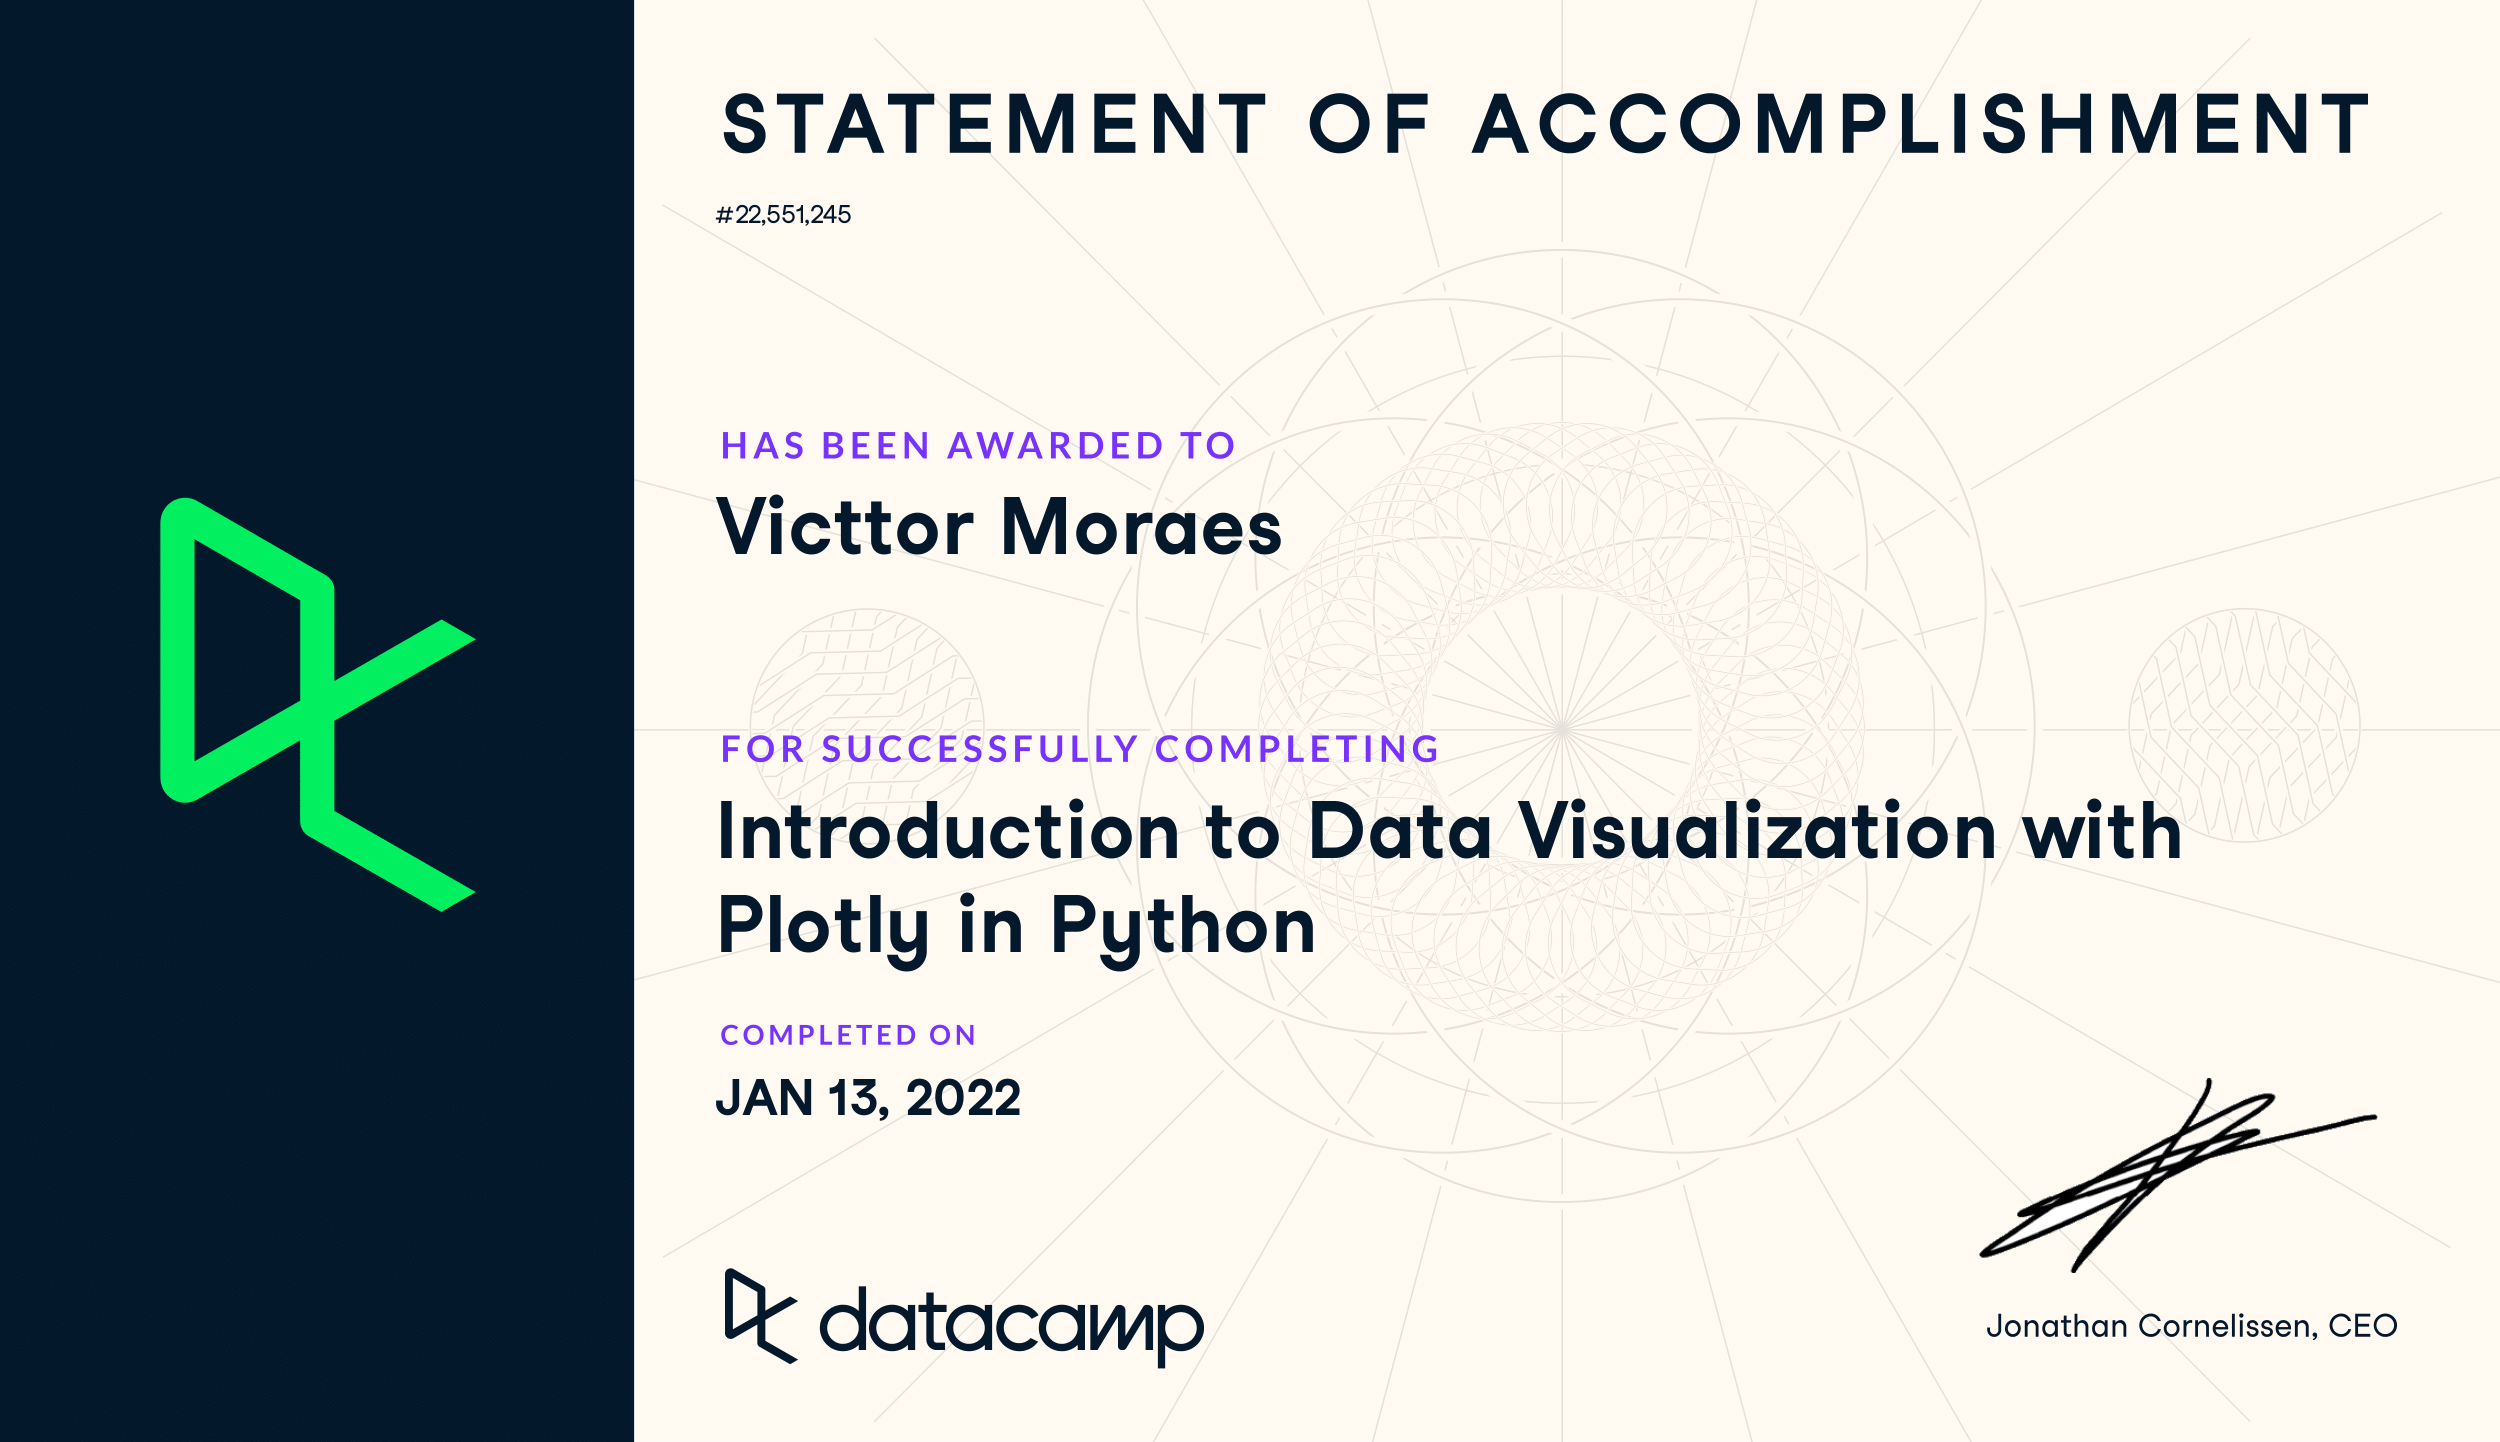 STATEMENT OF ACCOMPLISHMENT
#22,551,245
HAS BEEN AWARDED TO
Victtor Moraes
FOR SUCCESSFULLY COMPLETING
Introduction to Data Visualization with
Plotly in Python
COMPLETED ON
JAN 13, 2022
datacamp
Jonathan Cornelissen, CEO